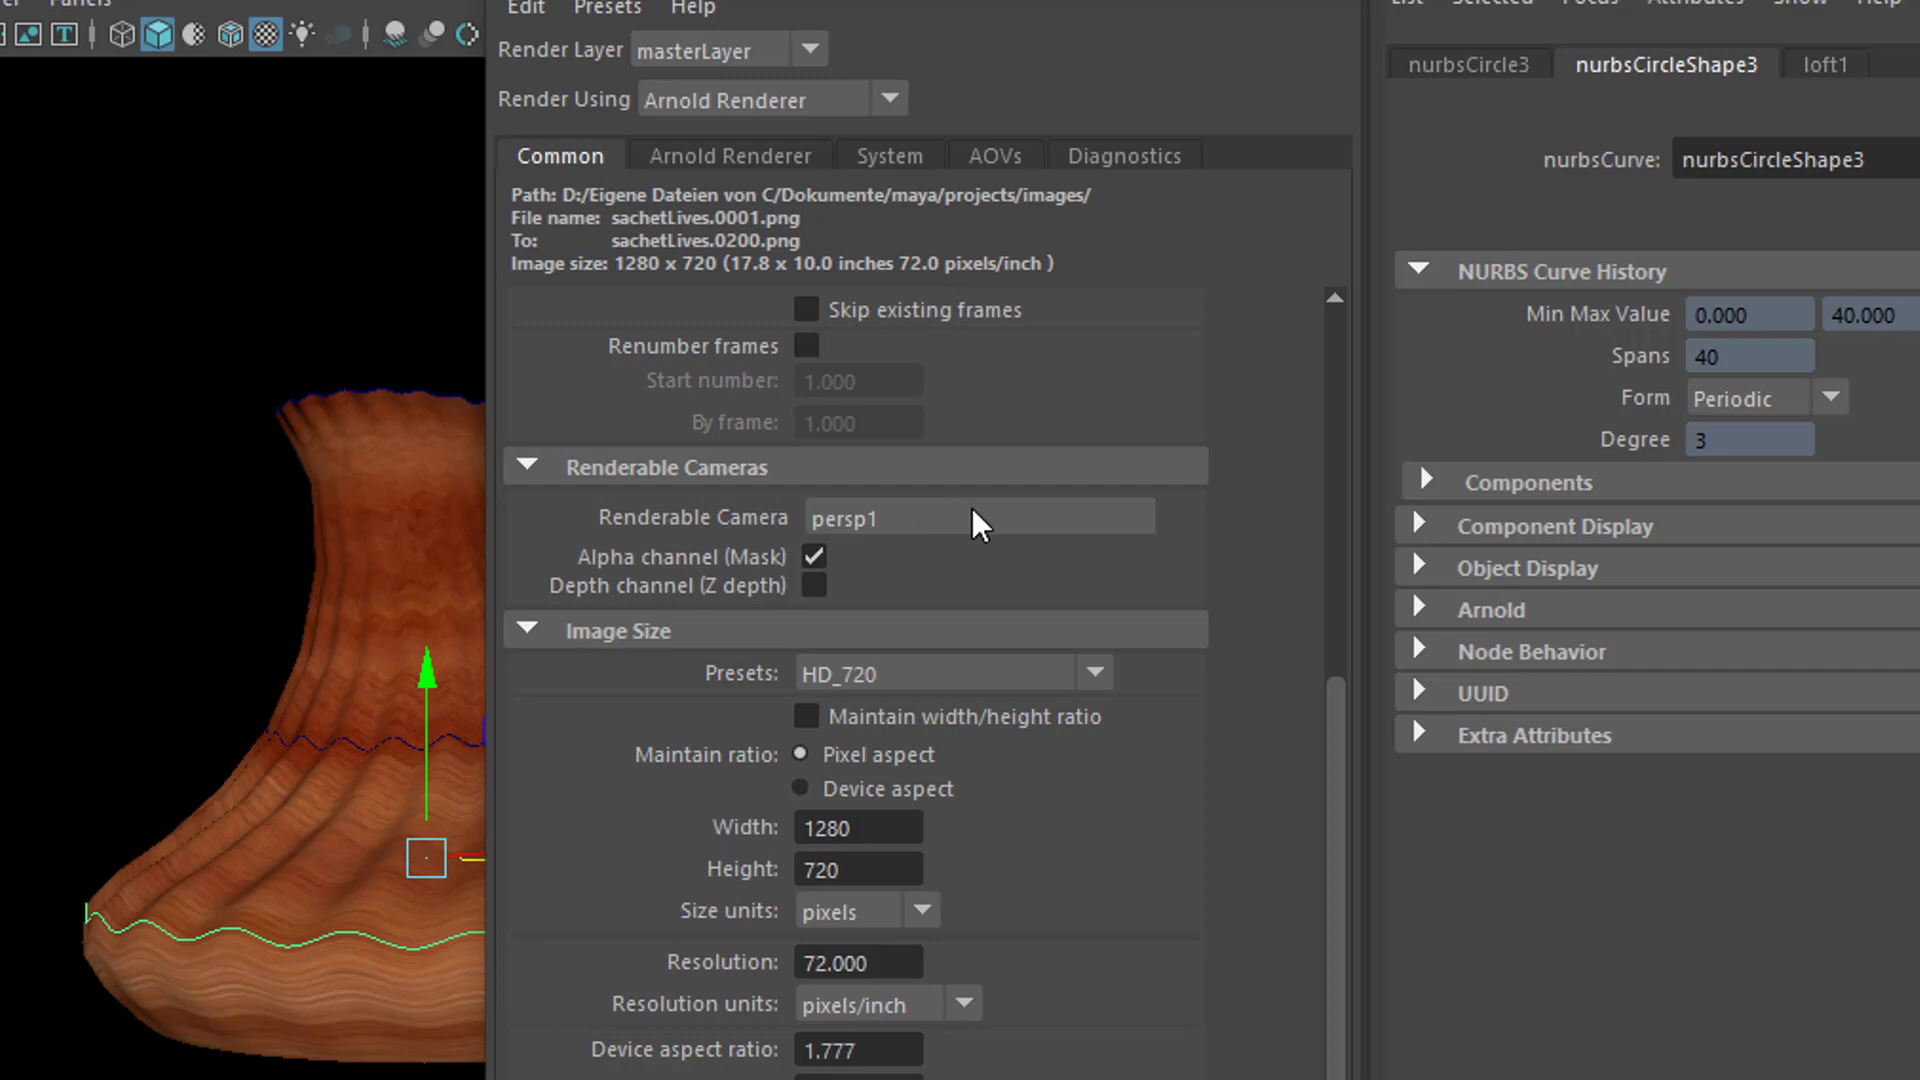 Panels
Edit Presets Help
List Selected Focus Attributes Show Help
Render Layer masterLayer
Render Using Arnold Renderer
Common Arnold Renderer System AOVs Diagnostics
Path: D:/Eigene Dateien von C/Dokumente/maya/projects/images/
File name: sachetLives.0001.png
To: sachetLives.0200.png
Image size: 1280 x 720 (17.8 x 10.0 inches 72.0 pixels/inch )
Skip existing frames
Renumber frames
Start number: 1.000
By frame: 1.000
Renderable Cameras
Renderable Camera persp1
Alpha channel (Mask)
Depth channel (Z depth)
Image Size
Presets: HD_720
Maintain width/height ratio
Maintain ratio: Pixel aspect
Device aspect
Width: 1280
Height: 720
Size units: pixels
Resolution: 72.000
Resolution units: pixels/inch
Device aspect ratio: 1.777
nurbsCircle3 nurbsCircleShape3 loft1
nurbsCurve: nurbsCircleShape3
NURBS Curve History
Min Max Value 0.000 40.000
Spans 40
Form Periodic
Degree 3
Components
Component Display
Object Display
Arnold
Node Behavior
UUID
Extra Attributes